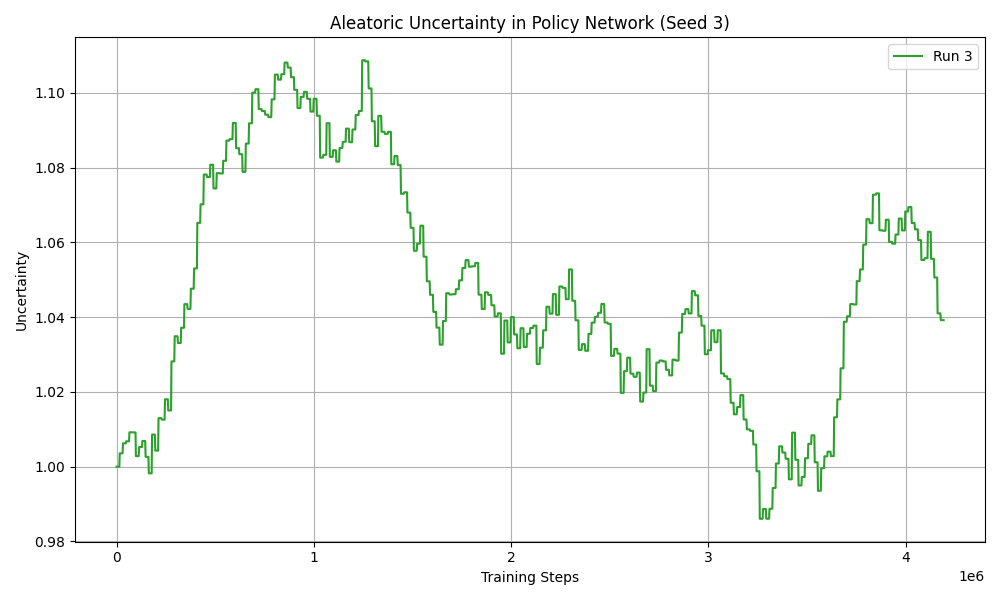 Aleatoric Uncertainty in Policy Network (Seed 3)
Run 3
Uncertainty
1.10
1.08
1.06
1.04
1.02
1.00
0.98
0 1 2 3 4
1e6
Training Steps